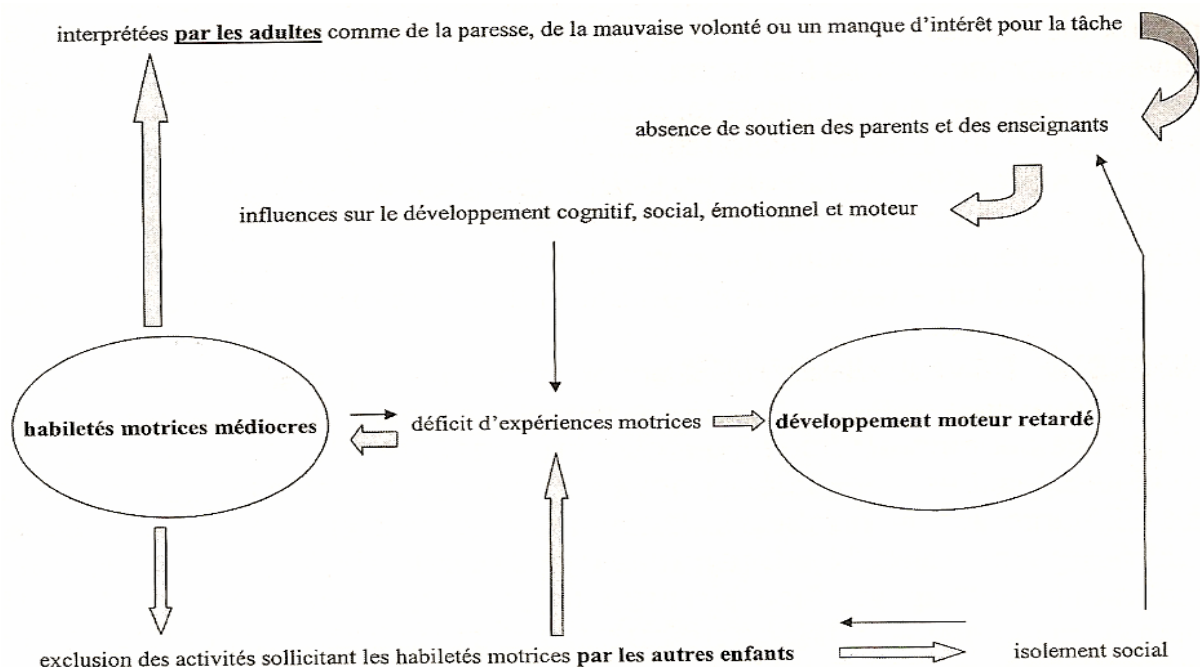 interprétées par les adultes comme de la paresse, de la mauvaise volonté ou un manque d'intérêt pour la tâche
absence de soutien des parents et des enseignants
influences sur le développement cognitif, social, émotionnel et moteur
habiletés motrices médiocres
déficit d'expériences motrices
développement moteur retardé
exclusion des activités sollicitant les habiletés motrices par les autres enfants
isolement social